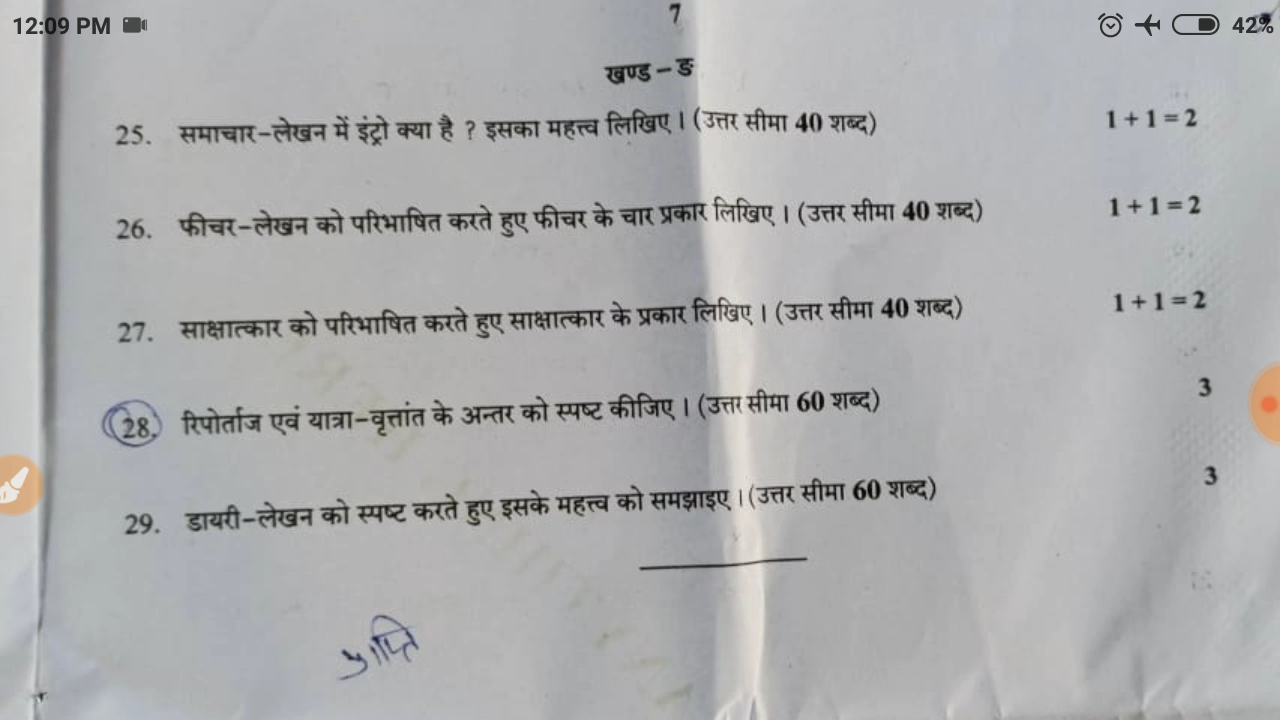 12:09 PM
42%
7
खण्ड – ङ
25. समाचार-लेखन में इंट्रो क्या है ? इसका महत्त्व लिखिए । (उत्तर सीमा 40 शब्द) 1 + 1 = 2
26. फीचर-लेखन को परिभाषित करते हुए फीचर के चार प्रकार लिखिए । (उत्तर सीमा 40 शब्द) 1 + 1 = 2
27. साक्षात्कार को परिभाषित करते हुए साक्षात्कार के प्रकार लिखिए । (उत्तर सीमा 40 शब्द) 1 + 1 = 2
28. रिपोर्ताज एवं यात्रा-वृत्तांत के अन्तर को स्पष्ट कीजिए । (उत्तर सीमा 60 शब्द) 3
29. डायरी-लेखन को स्पष्ट करते हुए इसके महत्त्व को समझाइए । (उत्तर सीमा 60 शब्द) 3
प्राप्ति